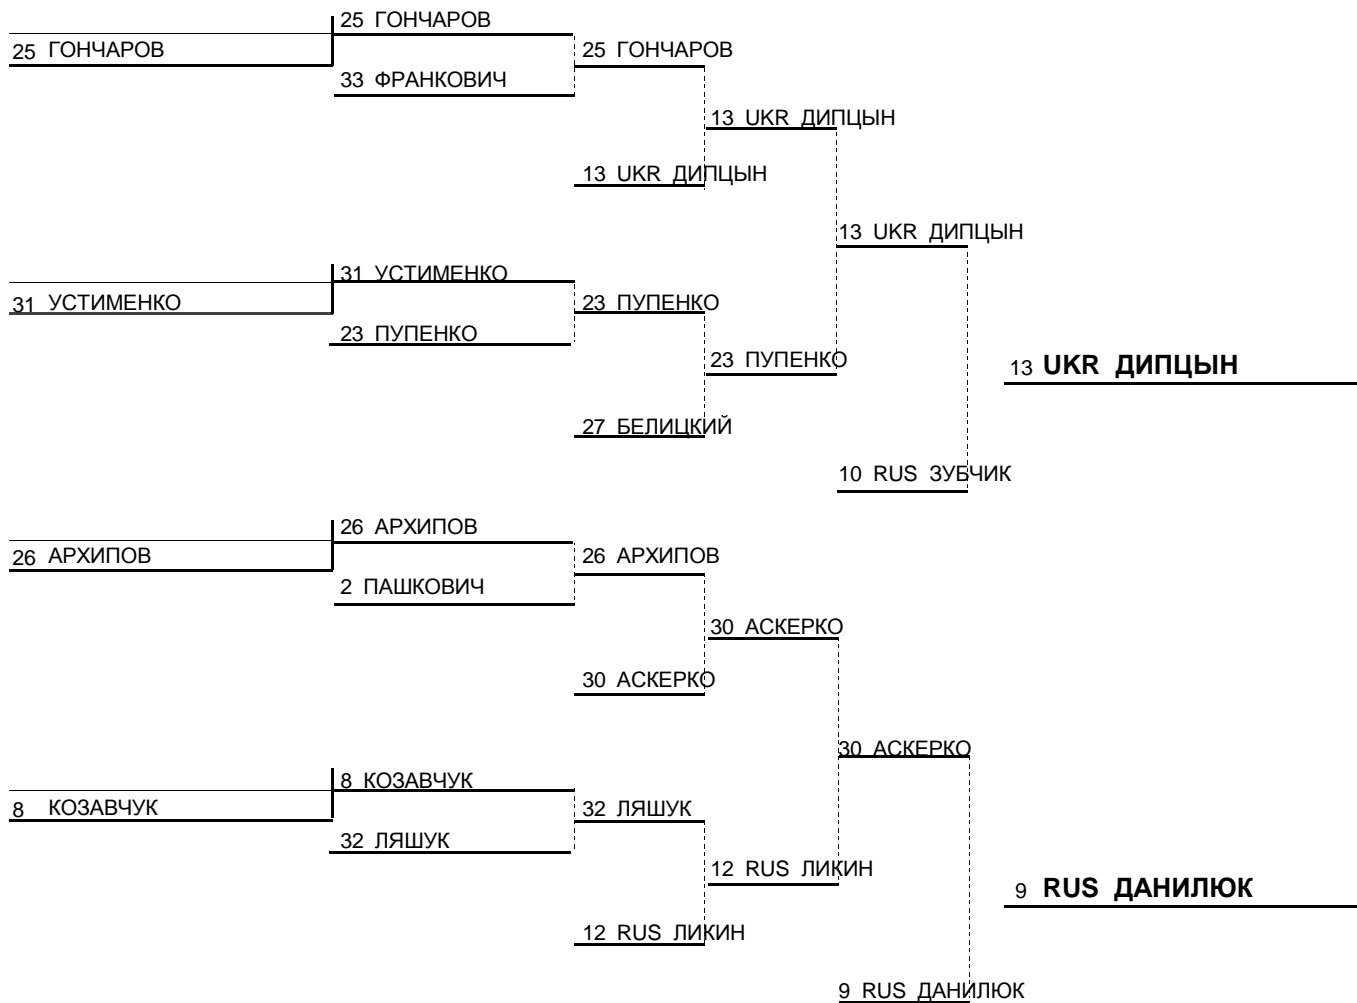 25 ГОНЧАРОВ
25 ГОНЧАРОВ
25 ГОНЧАРОВ
33 ФРАНКОВИЧ
13 UKR ДИПЦЫН
13 UKR ДИПЦЫН
13 UKR ДИПЦЫН
31 УСТИМЕНКО
31 УСТИМЕНКО
23 ПУПЕНКО
23 ПУПЕНКО
23 ПУПЕНКО
13 UKR ДИПЦЫН
27 БЕЛИЦКИЙ
10 RUS ЗУБЧИК
26 АРХИПОВ
26 АРХИПОВ
26 АРХИПОВ
2 ПАШКОВИЧ
30 АСКЕРКО
30 АСКЕРКО
30 АСКЕРКО
8 КОЗАВЧУК
8 КОЗАВЧУК
32 ЛЯШУК
32 ЛЯШУК
12 RUS ЛИКИН
9 RUS ДАНИЛЮК
12 RUS ЛИКИН
9 RUS ДАНИЛЮК